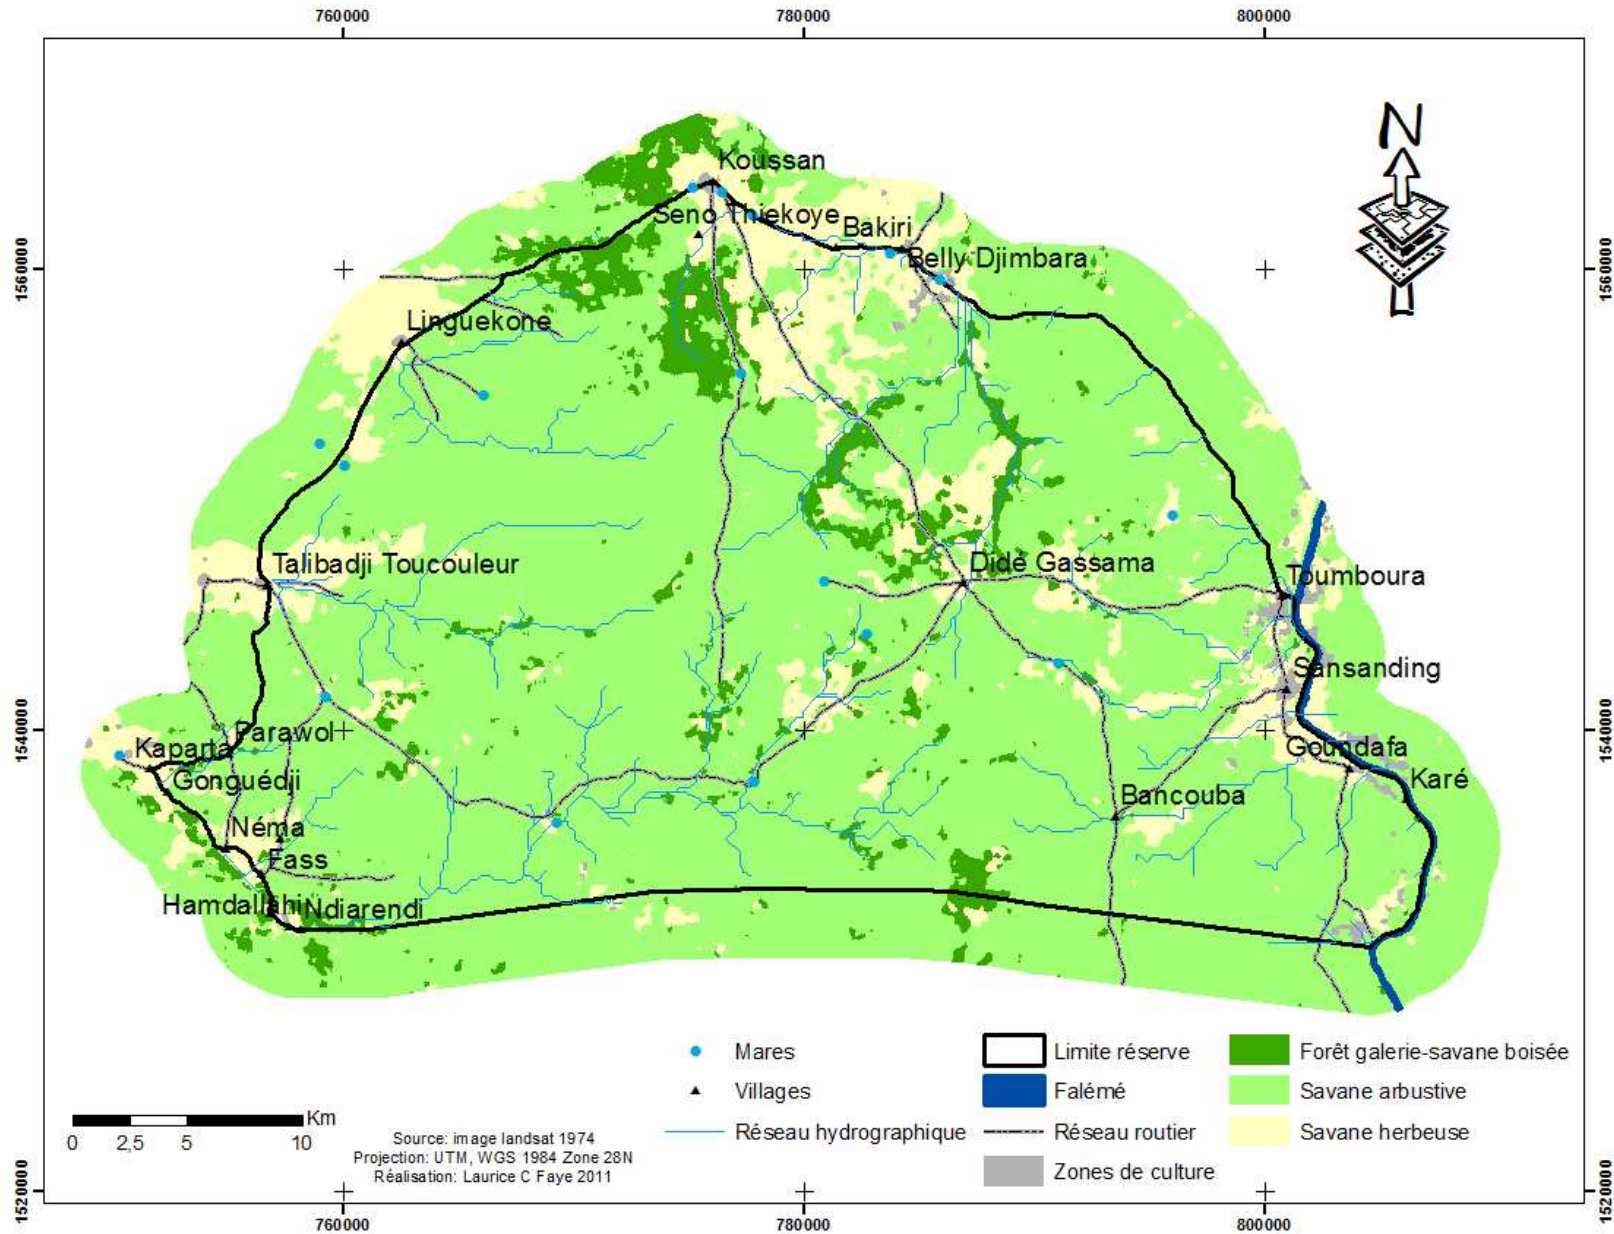 760000
780000
800000
N
Koussan
Seno Thiekoye
Bakiri
Belly Djimbara
1560000
1560000
Linguekone
Talibadji Toucouleur
Didé Gassama
Toumboura
Sansanding
1540000
1540000
Parawol
Kaparta
Goundafa
Gonguédji
Karé
Bancouba
Néma
Fass
Hamdallahi
Ndiarendi
Mares
Limite réserve
Forêt galerie-savane boisée
Villages
Falémé
Savane arbustive
Réseau hydrographique
Réseau routier
Savane herbeuse
Zones de culture
Km
0 2,5 5 10
Source: image landsat 1974
Projection: UTM, WGS 1984 Zone 28N
Réalisation: Laurice C Faye 2011
1520000
1520000
760000
780000
800000